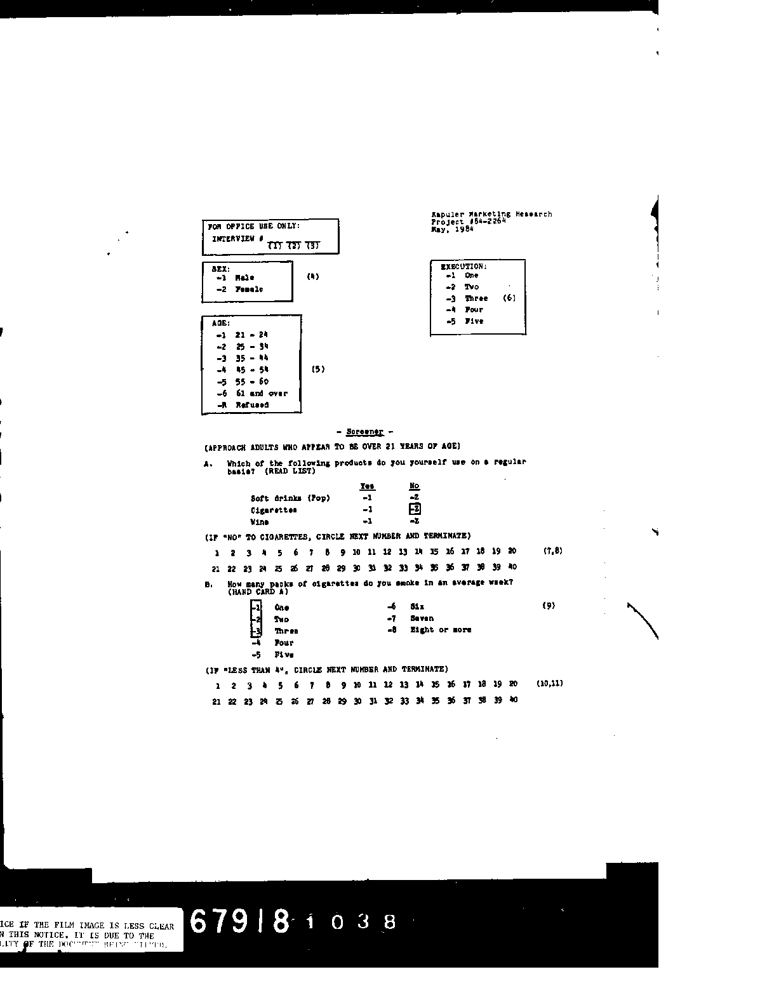 Kapuler Marketing Research
Project #84-226A
May, 1984
FOR OFFICE USE ONLY:
INTERVIEW #
(1) (2) (3)
SEX:
-1 Male (4)
-2 Female
EXECUTION:
-1 One
-2 Two
-3 Three (6)
-4 Four
-5 Five
AGE:
-1 21 - 24
-2 25 - 34
-3 35 - 44
-4 45 - 54 (5)
-5 55 - 60
-6 61 and over
-R Refused
- Screener -
(APPROACH ADULTS WHO APPEAR TO BE OVER 21 YEARS OF AGE)
A. Which of the following products do you yourself use on a regular
basis? (READ LIST)
Yes No
Soft drinks (Pop) -1 -2
Cigarettes -1 -2
Wine -1 -2
(IF "NO" TO CIGARETTES, CIRCLE NEXT NUMBER AND TERMINATE)
1 2 3 4 5 6 7 8 9 10 11 12 13 14 15 16 17 18 19 20 (7,8)
21 22 23 24 25 26 27 28 29 30 31 32 33 34 35 36 37 38 39 40
B. How many packs of cigarettes do you smoke in an average week?
(HAND CARD A)
-1 One -6 Six (9)
-2 Two -7 Seven
-3 Three -8 Eight or more
-4 Four
-5 Five
(IF "LESS THAN 4", CIRCLE NEXT NUMBER AND TERMINATE)
1 2 3 4 5 6 7 8 9 10 11 12 13 14 15 16 17 18 19 20 (10,11)
21 22 23 24 25 26 27 28 29 30 31 32 33 34 35 36 37 38 39 40
ICE IF THE FILM IMAGE IS LESS CLEAR
THIS NOTICE, IT IS DUE TO THE
OF THE
679181038